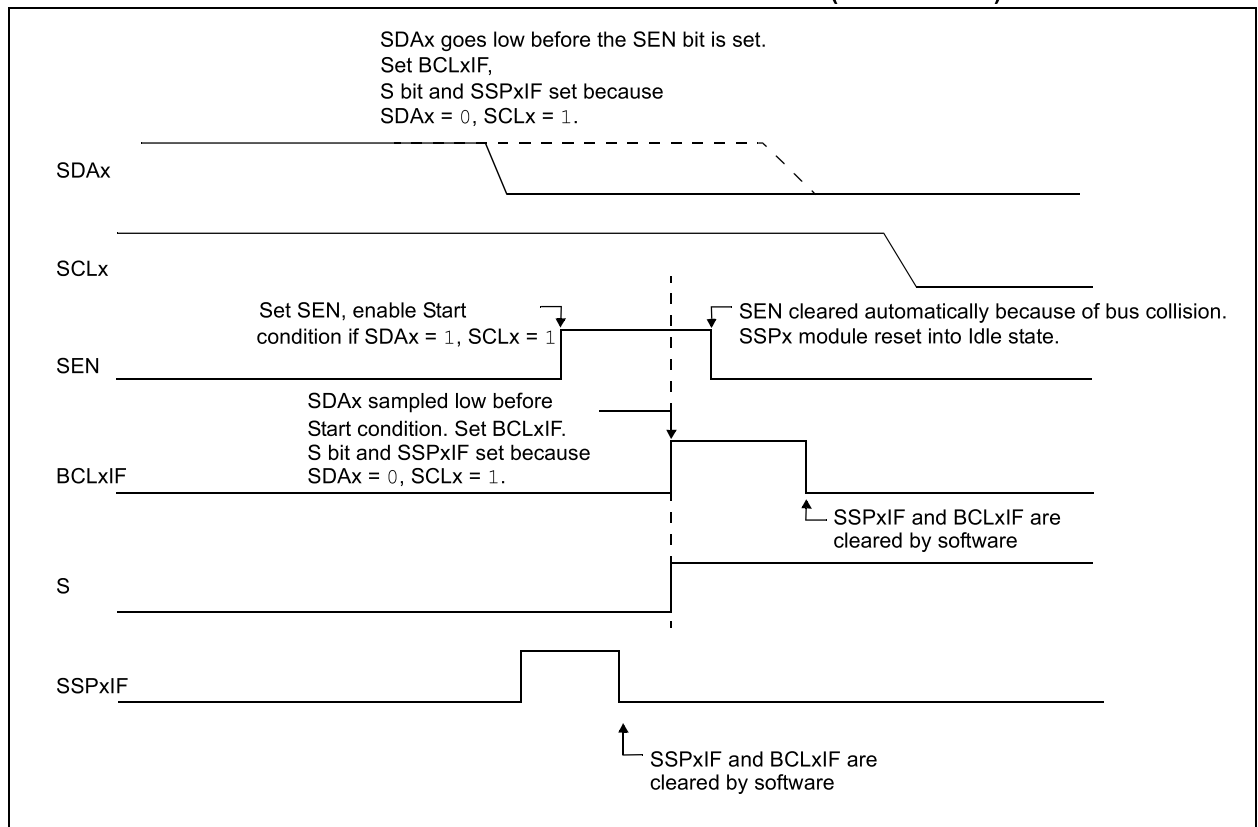 SDAx goes low before the SEN bit is set.
Set BCLxIF,
S bit and SSPxIF set because
SDAx = 0, SCLx = 1.
SDAx
SCLx
Set SEN, enable Start
condition if SDAx = 1, SCLx = 1
SEN cleared automatically because of bus collision.
SSPx module reset into Idle state.
SEN
SDAx sampled low before
Start condition. Set BCLxIF.
S bit and SSPxIF set because
SDAx = 0, SCLx = 1.
BCLxIF
SSPxIF and BCLxIF are
cleared by software
S
SSPxIF
SSPxIF and BCLxIF are
cleared by software